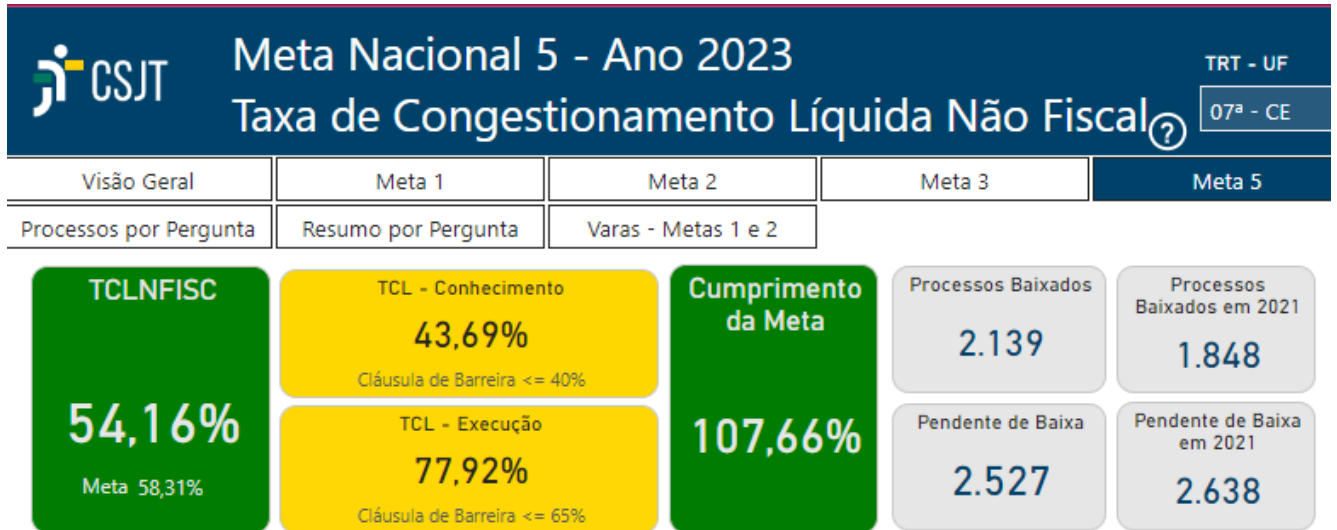 CSJT
Meta Nacional 5 - Ano 2023
Taxa de Congestionamento Líquida Não Fiscal ?
TRT - UF
07ª - CE
Visão Geral
Meta 1
Meta 2
Meta 3
Meta 5
Processos por Pergunta
Resumo por Pergunta
Varas - Metas 1 e 2
TCLNFISC
54,16%
Meta 58,31%
TCL - Conhecimento
43,69%
Cláusula de Barreira <= 40%
TCL - Execução
77,92%
Cláusula de Barreira <= 65%
Cumprimento
da Meta
107,66%
Processos Baixados
2.139
Processos
Baixados em 2021
1.848
Pendente de Baixa
2.527
Pendente de Baixa
em 2021
2.638